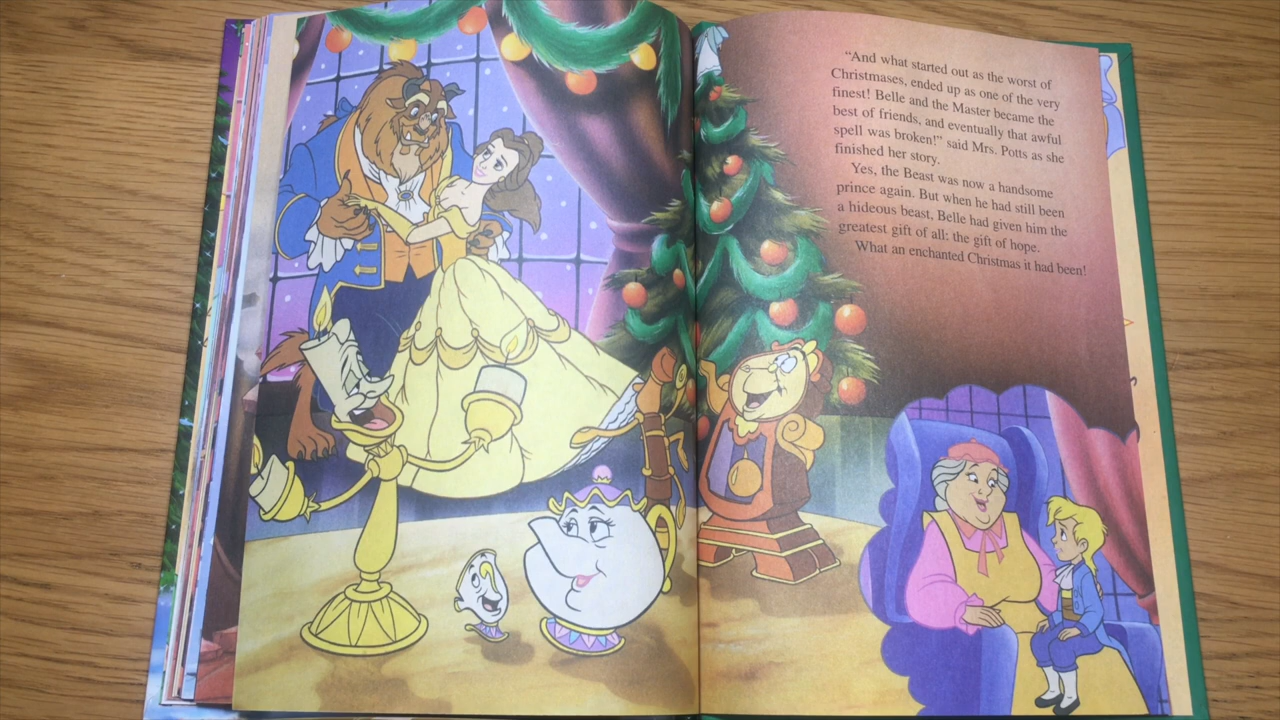 “And what started out as the worst of
Christmases, ended up as one of the very
finest! Belle and the Master became the
best of friends, and eventually that awful
spell was broken!” said Mrs. Potts as she
finished her story.
Yes, the Beast was now a handsome
prince again. But when he had still been
a hideous beast, Belle had given him the
greatest gift of all: the gift of hope.
What an enchanted Christmas it had been!